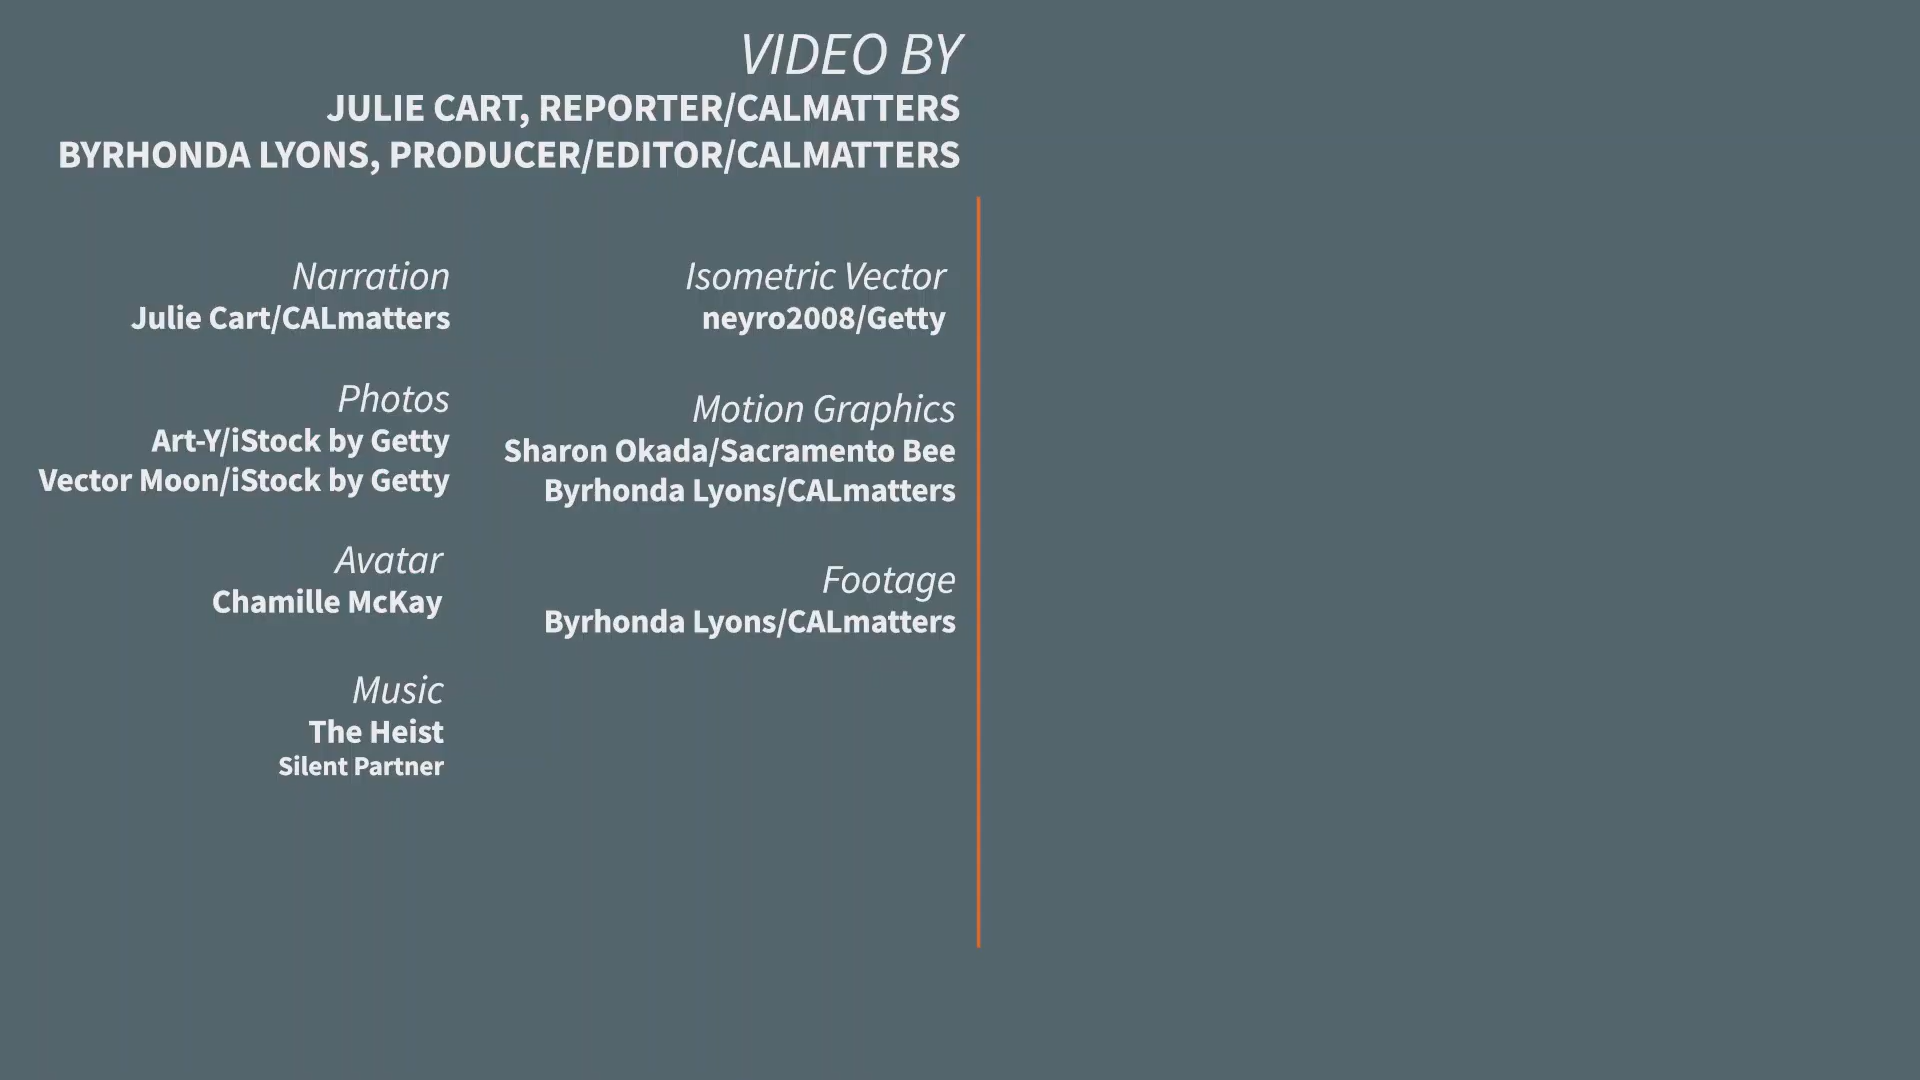 VIDEO BY
JULIE CART, REPORTER/CALMATTERS
BYRHONDA LYONS, PRODUCER/EDITOR/CALMATTERS
Narration
Julie Cart/CALmatters
Photos
Art-Y/iStock by Getty
Vector Moon/iStock by Getty
Avatar
Chamille McKay
Music
The Heist
Silent Partner
Isometric Vector
neyro2008/Getty
Motion Graphics
Sharon Okada/Sacramento Bee
Byrhonda Lyons/CALmatters
Footage
Byrhonda Lyons/CALmatters